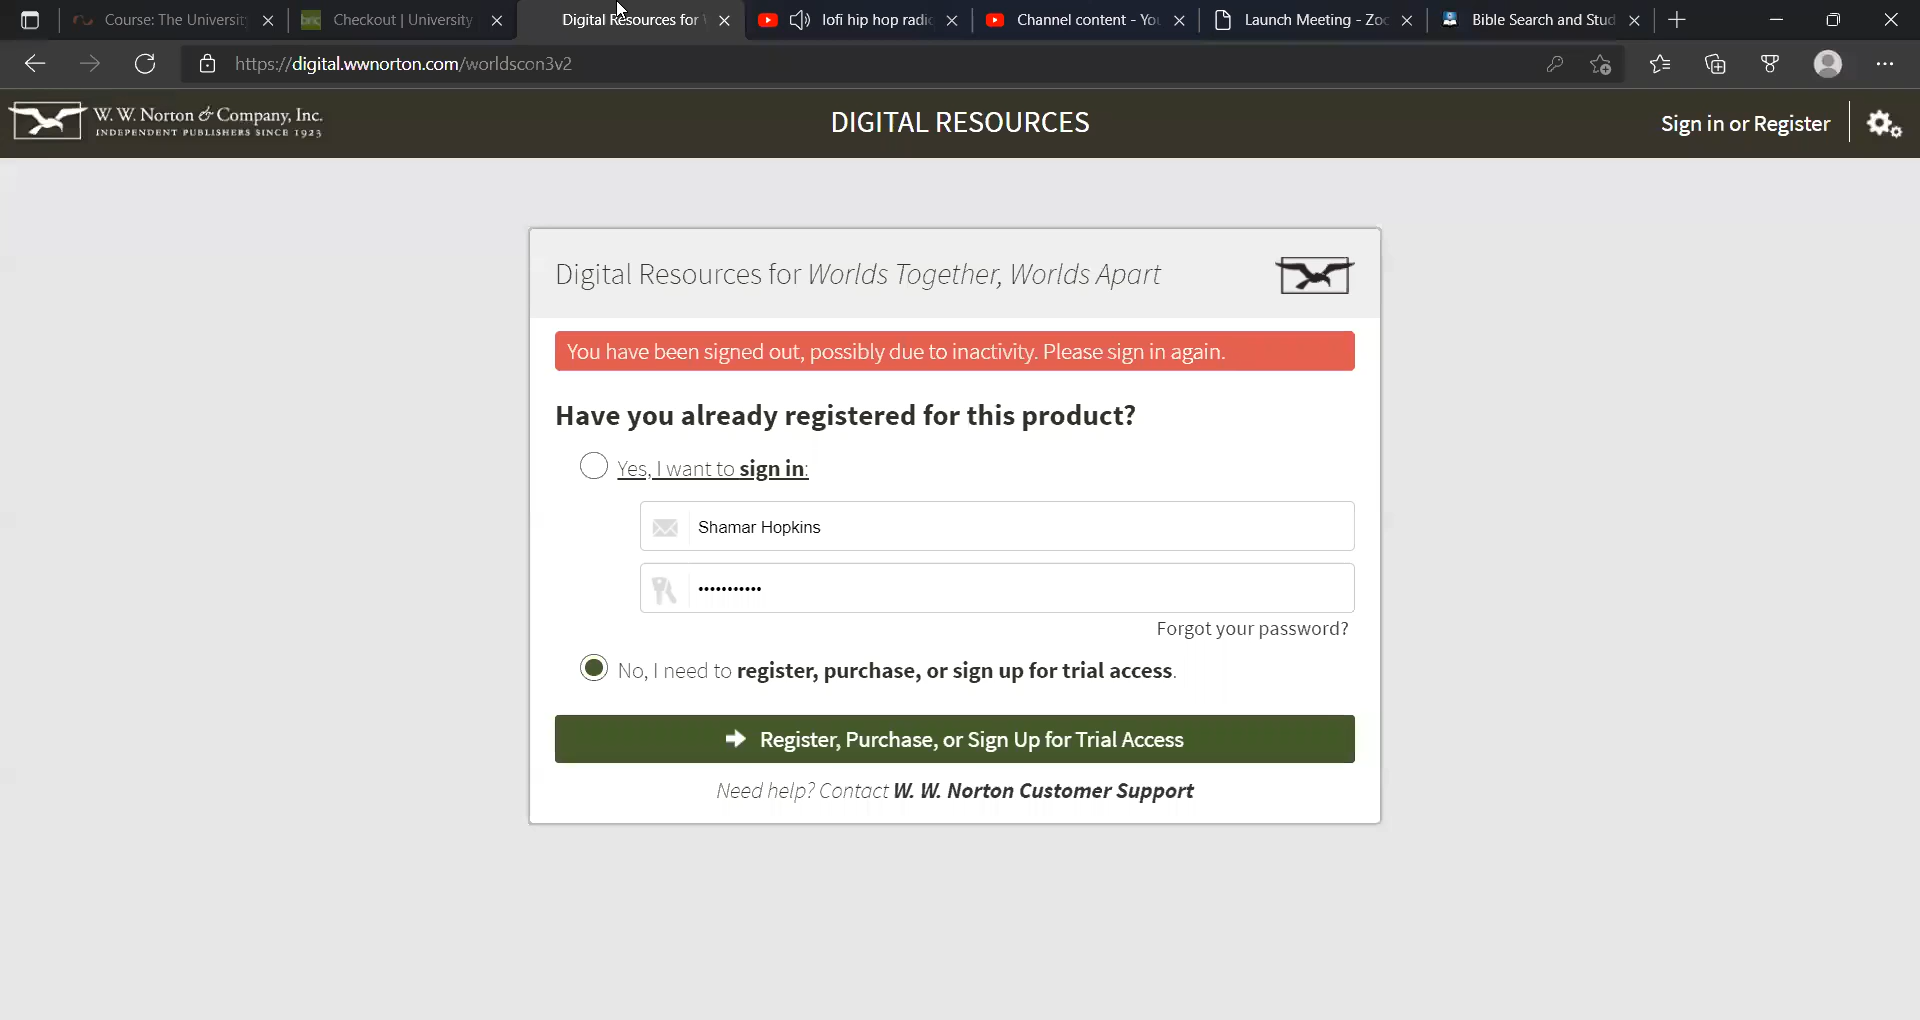 Course: The Universit
Checkout | University
Digital Resources for
lofi hip hop radio
Channel content - You
Launch Meeting - Zoo
Bible Search and Stud
https://digital.wwnorton.com/worldscon3v2
W. W. Norton & Company, Inc.
INDEPENDENT PUBLISHERS SINCE 1923
DIGITAL RESOURCES
Sign in or Register
Digital Resources for Worlds Together, Worlds Apart
You have been signed out, possibly due to inactivity. Please sign in again.
Have you already registered for this product?
Yes, I want to sign in:
Shamar Hopkins
•••••••••••
Forgot your password?
No, I need to register, purchase, or sign up for trial access.
Register, Purchase, or Sign Up for Trial Access
Need help? Contact W. W. Norton Customer Support